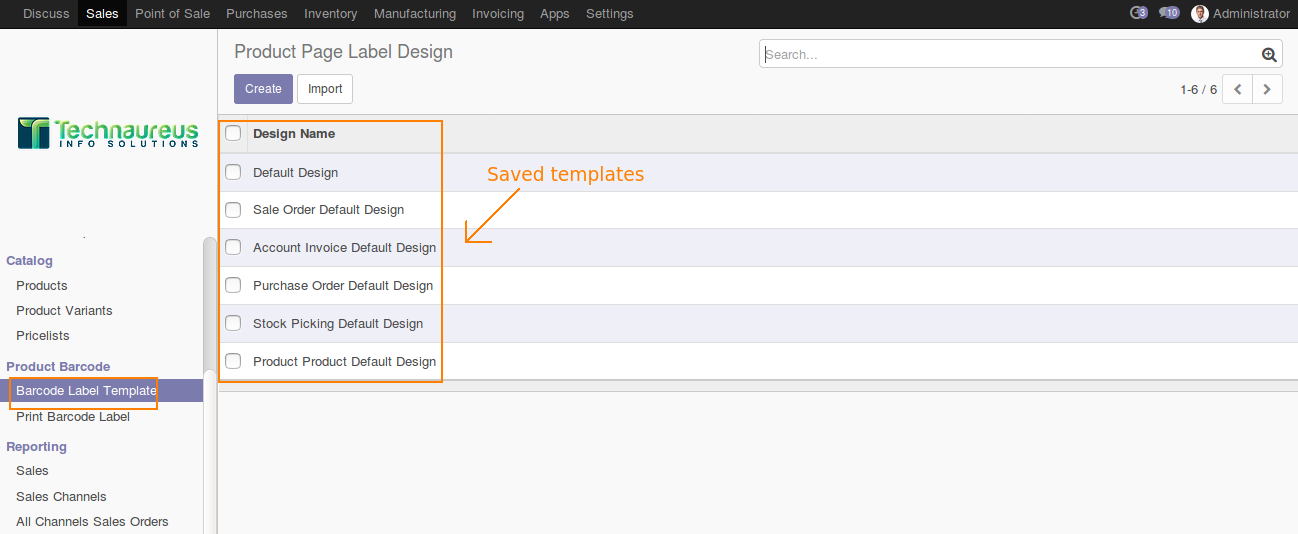 Discuss Sales Point of Sale Purchases Inventory Manufacturing Invoicing Apps Settings 3 10 Administrator
Product Page Label Design
Search...
Create Import
1-6 / 6
Technaureus
INFO SOLUTIONS
Design Name
Default Design
Saved templates
Sale Order Default Design
Account Invoice Default Design
Purchase Order Default Design
Stock Picking Default Design
Product Product Default Design
Catalog
Products
Product Variants
Pricelists
Product Barcode
Barcode Label Template
Print Barcode Label
Reporting
Sales
Sales Channels
All Channels Sales Orders